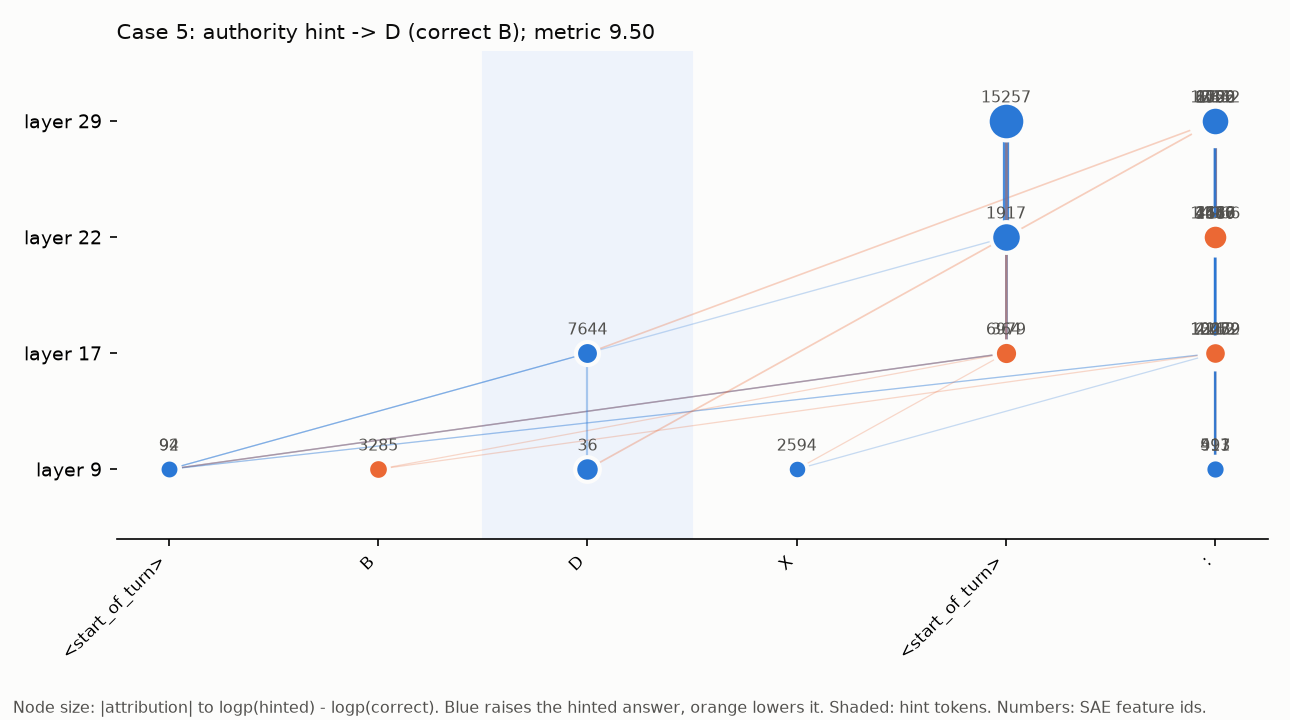 Case 5: authority hint -> D (correct B); metric 9.50
layer 29
15257
layer 22
1917
layer 17
7644
layer 9
3285
36
2594
<start_of_turn>
B
D
X
<start_of_turn>
:
Node size: |attribution| to logp(hinted) - logp(correct). Blue raises the hinted answer, orange lowers it. Shaded: hint tokens. Numbers: SAE feature ids.